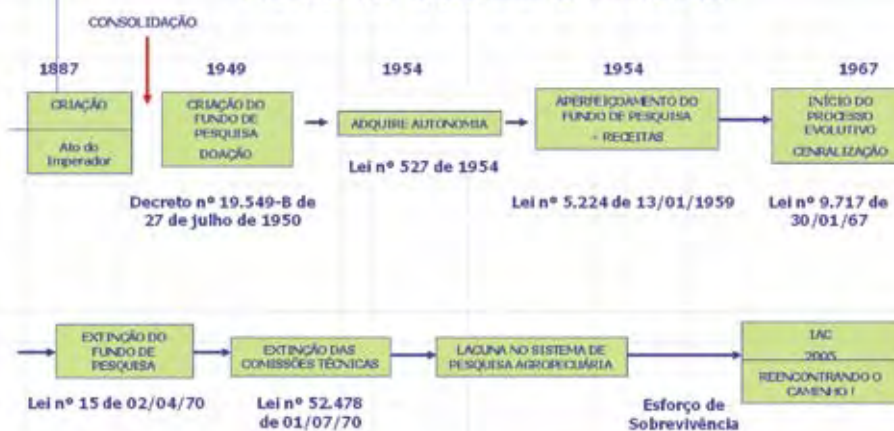 CONSOLIDAÇÃO
1887
1949
1954
1954
1967
CRIAÇÃO
Ato do
Imperador
CRIAÇÃO DO
FUNDO DE
PESQUISA
DOAÇÃO
ADQUIRE AUTONOMIA
APERFEIÇOAMENTO DO
FUNDO DE PESQUISA
- RECEITAS
INÍCIO DO
PROCESSO
EVOLUTIVO
CENRALIZAÇÃO
Decreto nº 19.549-B de
27 de julho de 1950
Lei nº 527 de 1954
Lei nº 5.224 de 13/01/1959
Lei nº 9.717 de
30/01/67
EXTINÇÃO DO
FUNDO DE
PESQUISA
EXTINÇÃO DAS
COMISSÕES TÉCNICAS
LACUNA NO SISTEMA DE
PESQUISA AGROPECUÁRIA
IAC
2005
REENCONTRANDO O
CAMINHO !
Lei nº 15 de 02/04/70
Lei nº 52.478
de 01/07/70
Esforço de
Sobrevivência